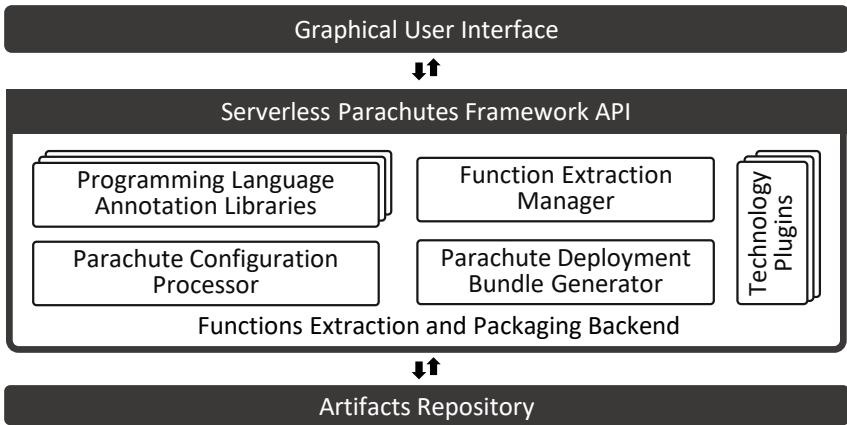 Graphical User Interface
Serverless Parachutes Framework API
Programming Language
Annotation Libraries
Function Extraction
Manager
Parachute Configuration
Processor
Parachute Deployment
Bundle Generator
Technology
Plugins
Functions Extraction and Packaging Backend
Artifacts Repository